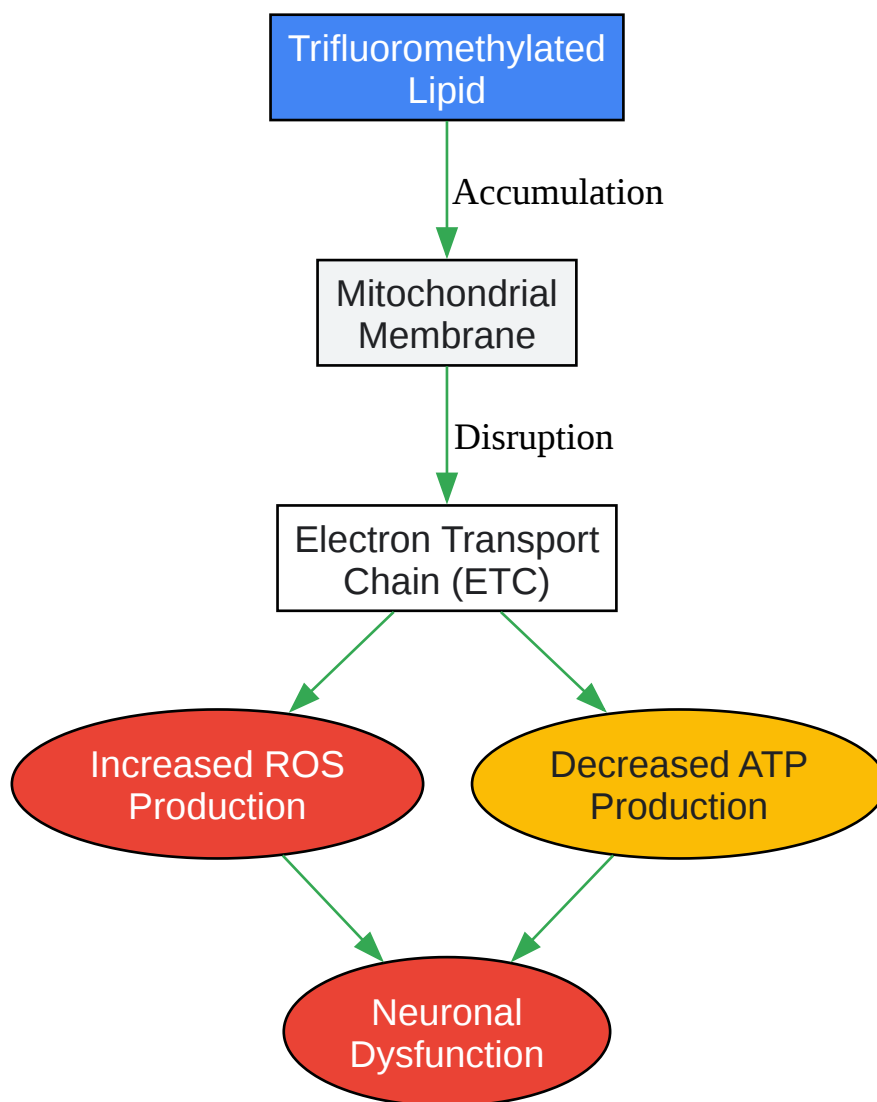 Trifluoromethylated
Lipid
Accumulation
Mitochondrial
Membrane
Disruption
Electron Transport
Chain (ETC)
Increased ROS
Production
Decreased ATP
Production
Neuronal
Dysfunction